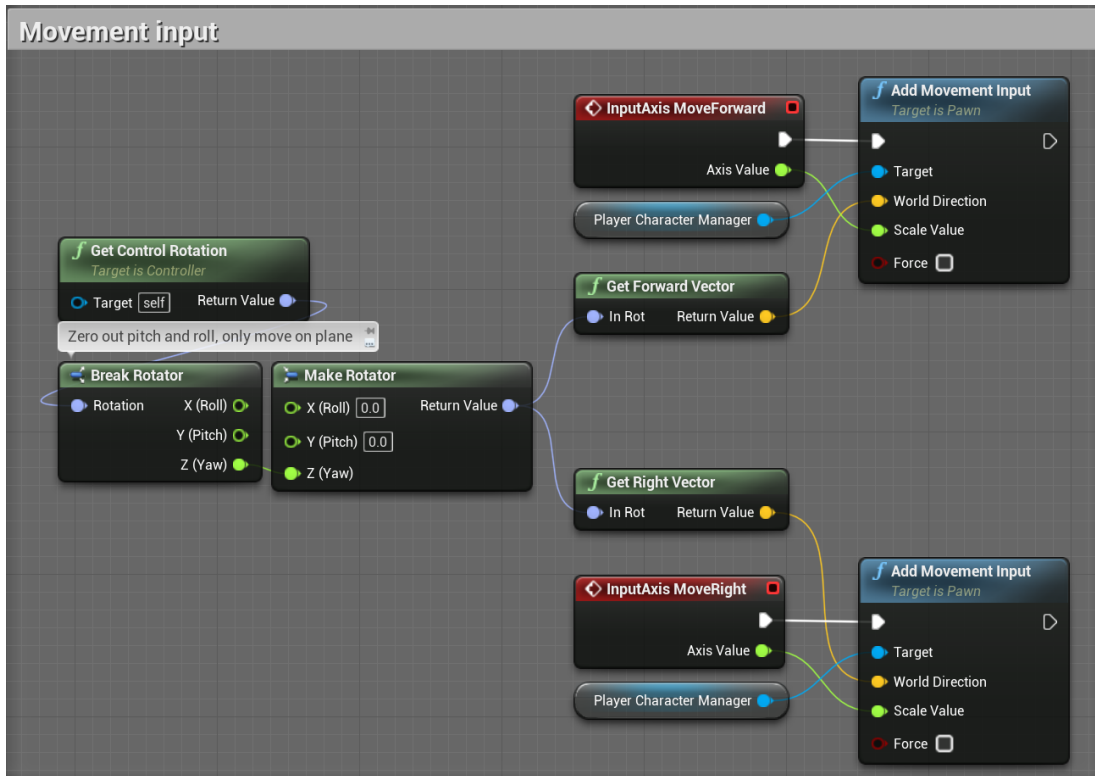 Movement input
InputAxis MoveForward
Axis Value
Player Character Manager
Add Movement Input
Target is Pawn
Target
World Direction
Scale Value
Force
Get Control Rotation
Target is Controller
Target self Return Value
Zero out pitch and roll, only move on plane
Break Rotator
Rotation X (Roll)
Y (Pitch)
Z (Yaw)
Make Rotator
X (Roll) 0.0 Return Value
Y (Pitch) 0.0
Z (Yaw)
Get Forward Vector
In Rot Return Value
Get Right Vector
In Rot Return Value
InputAxis MoveRight
Axis Value
Player Character Manager
Add Movement Input
Target is Pawn
Target
World Direction
Scale Value
Force